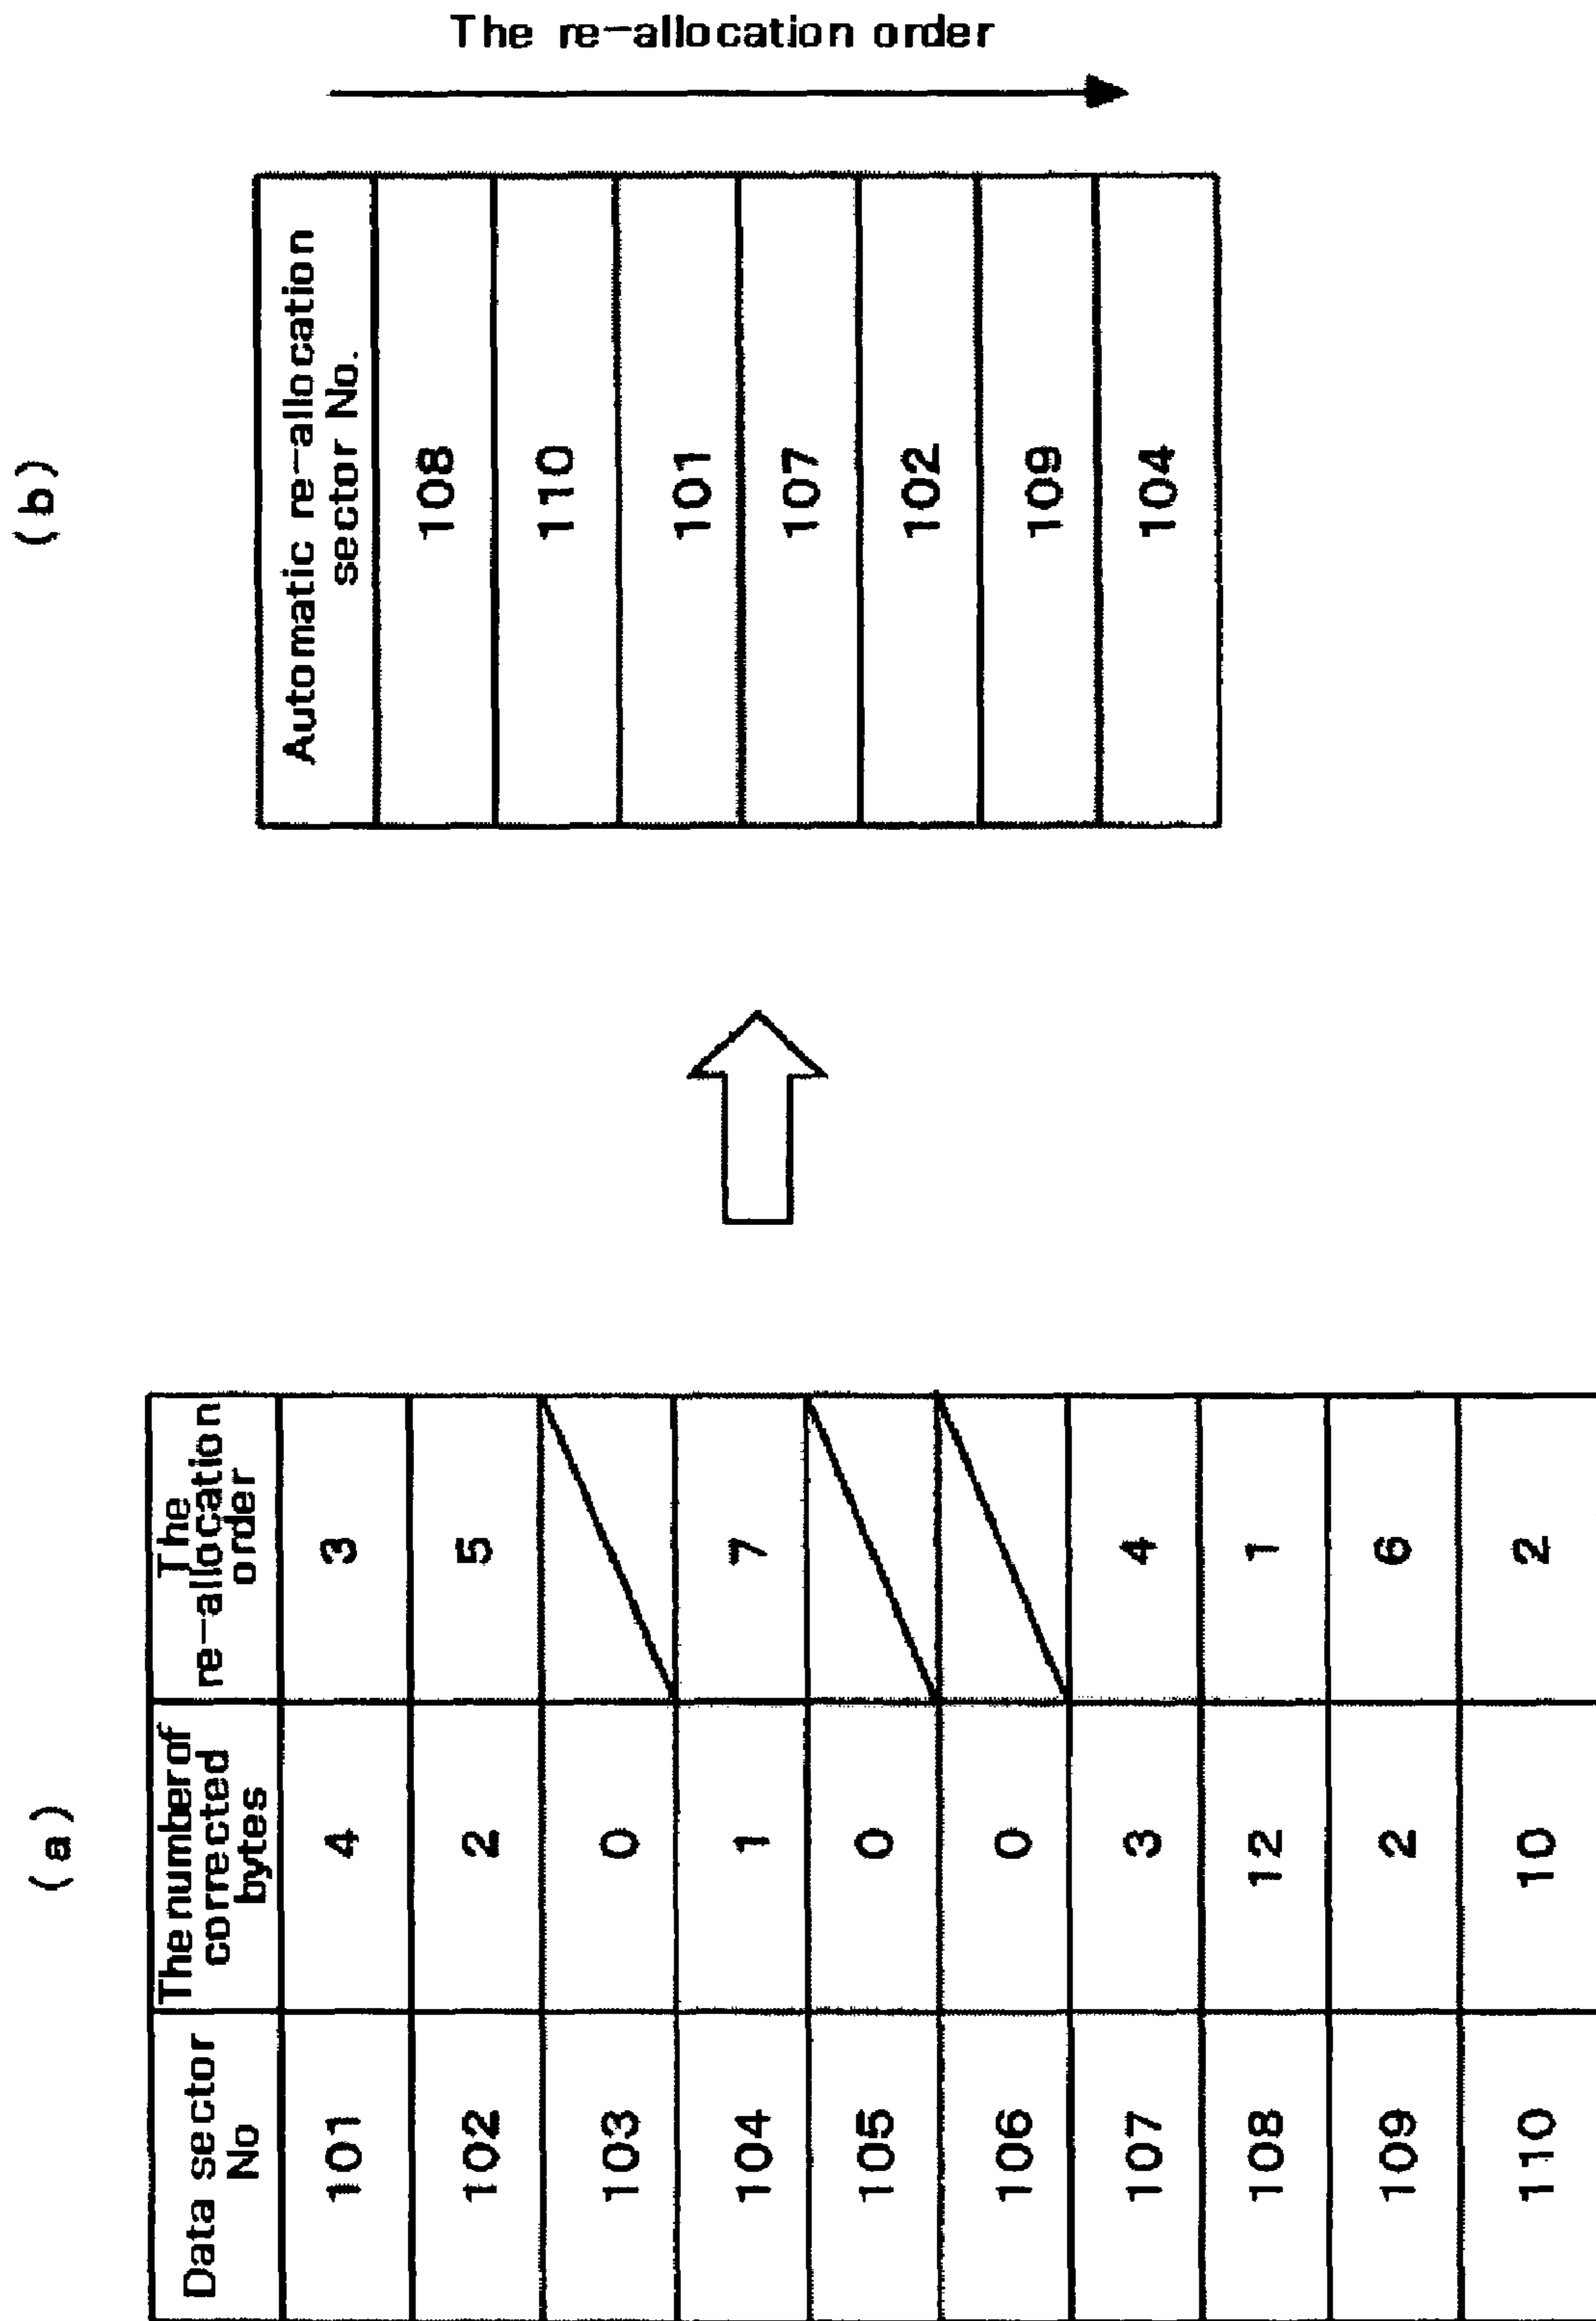 (a)
Data sector No	The number of corrected bytes	The re-allocation order
101	4	3
102	2	5
103	0
104	1	7
105	0
106	0
107	3	4
108	12	1
109	2	6
110	10	2
(b)
Automatic re-allocation sector No.
108
110
101
107
102
109
104
The re-allocation order